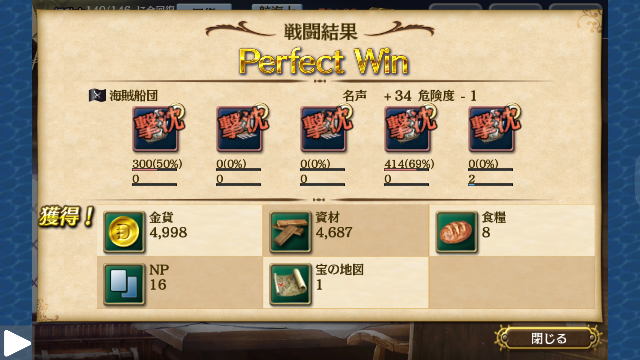 戦闘結果
Perfect Win
海賊船団 名声 +34 危険度 -1
撃沈 撃沈 撃沈 撃沈 撃沈
300(50%) 0(0%) 0(0%) 414(69%) 0(0%)
0 0 0 0 2
獲得!
金貨 資材 食糧
4,998 4,687 8
NP 宝の地図
16 1
閉じる